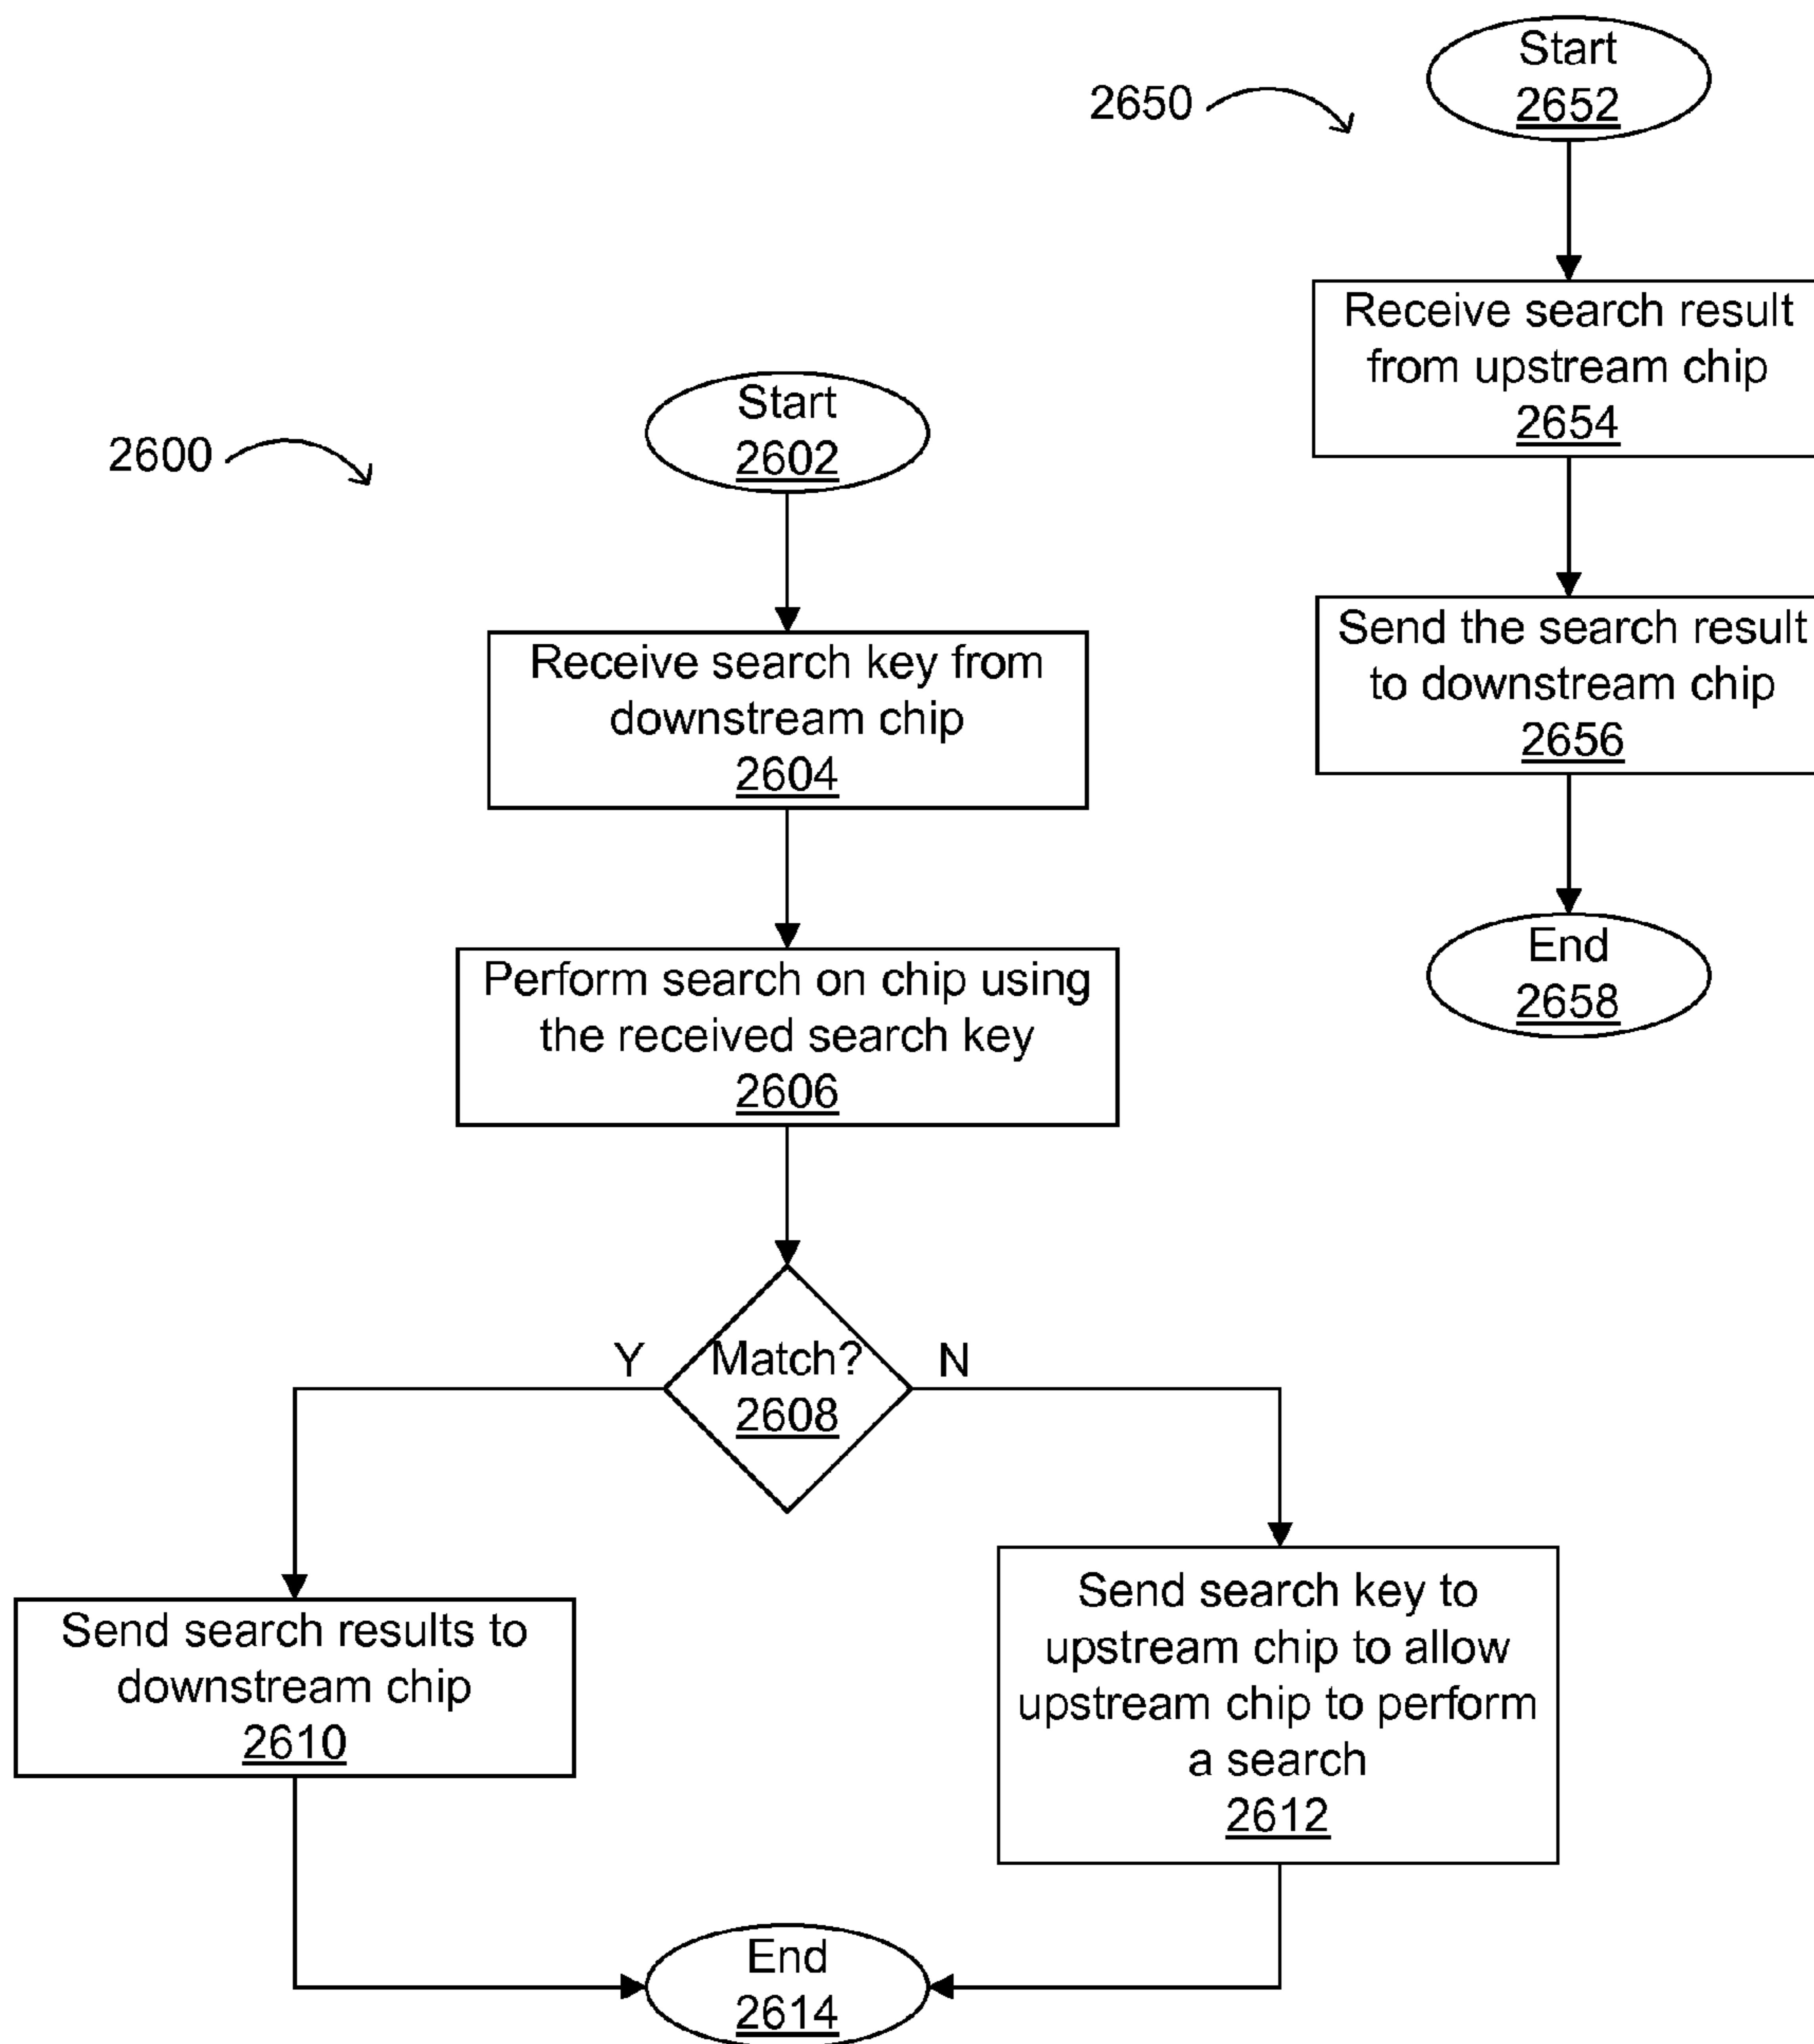 2600
Start
2602
Receive search key from
downstream chip
2604
Perform search on chip using
the received search key
2606
Match?
2608
Y
N
Send search results to
downstream chip
2610
Send search key to
upstream chip to allow
upstream chip to perform
a search
2612
End
2614
2650
Start
2652
Receive search result
from upstream chip
2654
Send the search result
to downstream chip
2656
End
2658